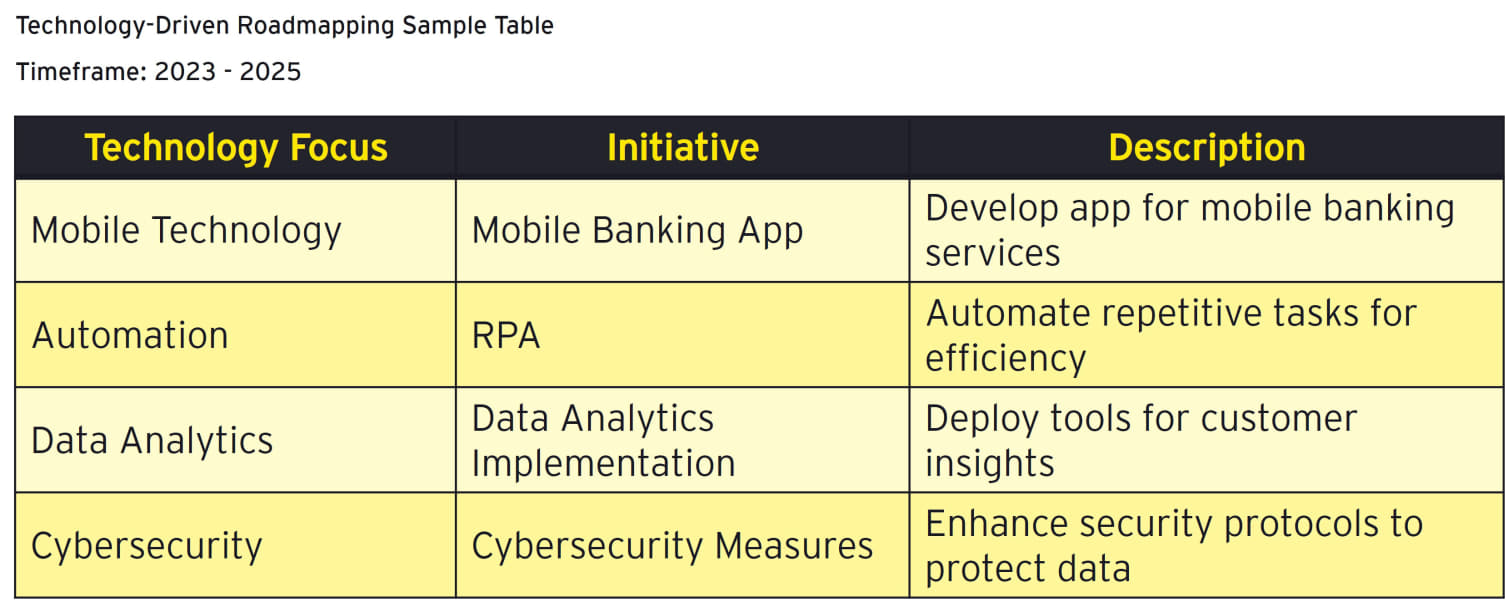 Technology-Driven Roadmapping Sample Table
Timeframe: 2023 - 2025
Technology Focus
Initiative
Description
Mobile Technology
Mobile Banking App
Develop app for mobile banking
services
Automation
RPA
Automate repetitive tasks for
efficiency
Data Analytics
Data Analytics
Implementation
Deploy tools for customer
insights
Cybersecurity
Cybersecurity Measures
Enhance security protocols to
protect data